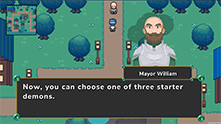 Mayor William
Now, you can choose one of three starter
demons.